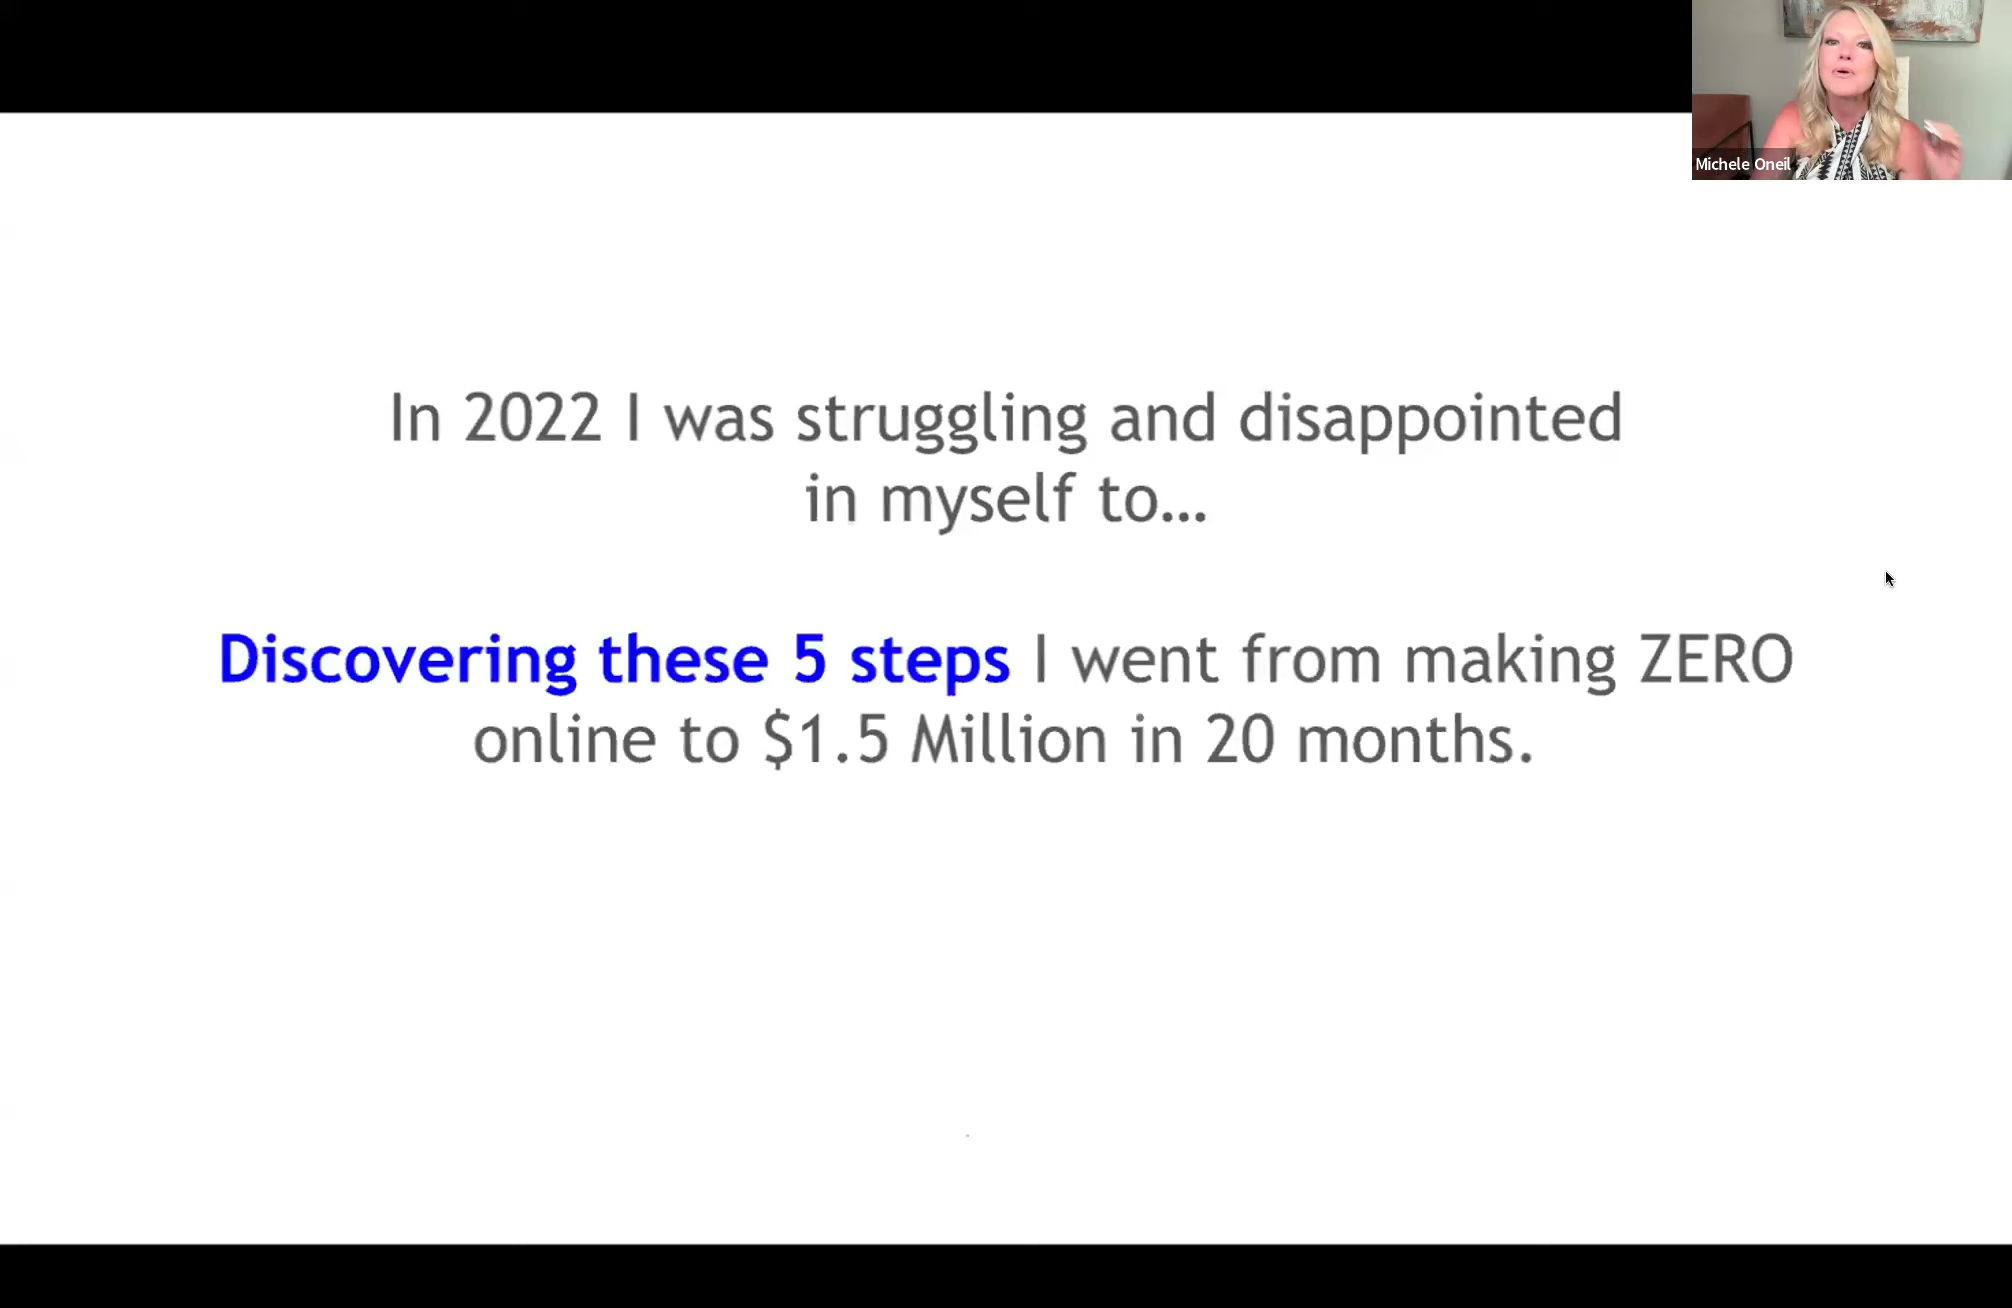 Michele Oneil
In 2022 I was struggling and disappointed
in myself to...
Discovering these 5 steps I went from making ZERO
online to $1.5 Million in 20 months.